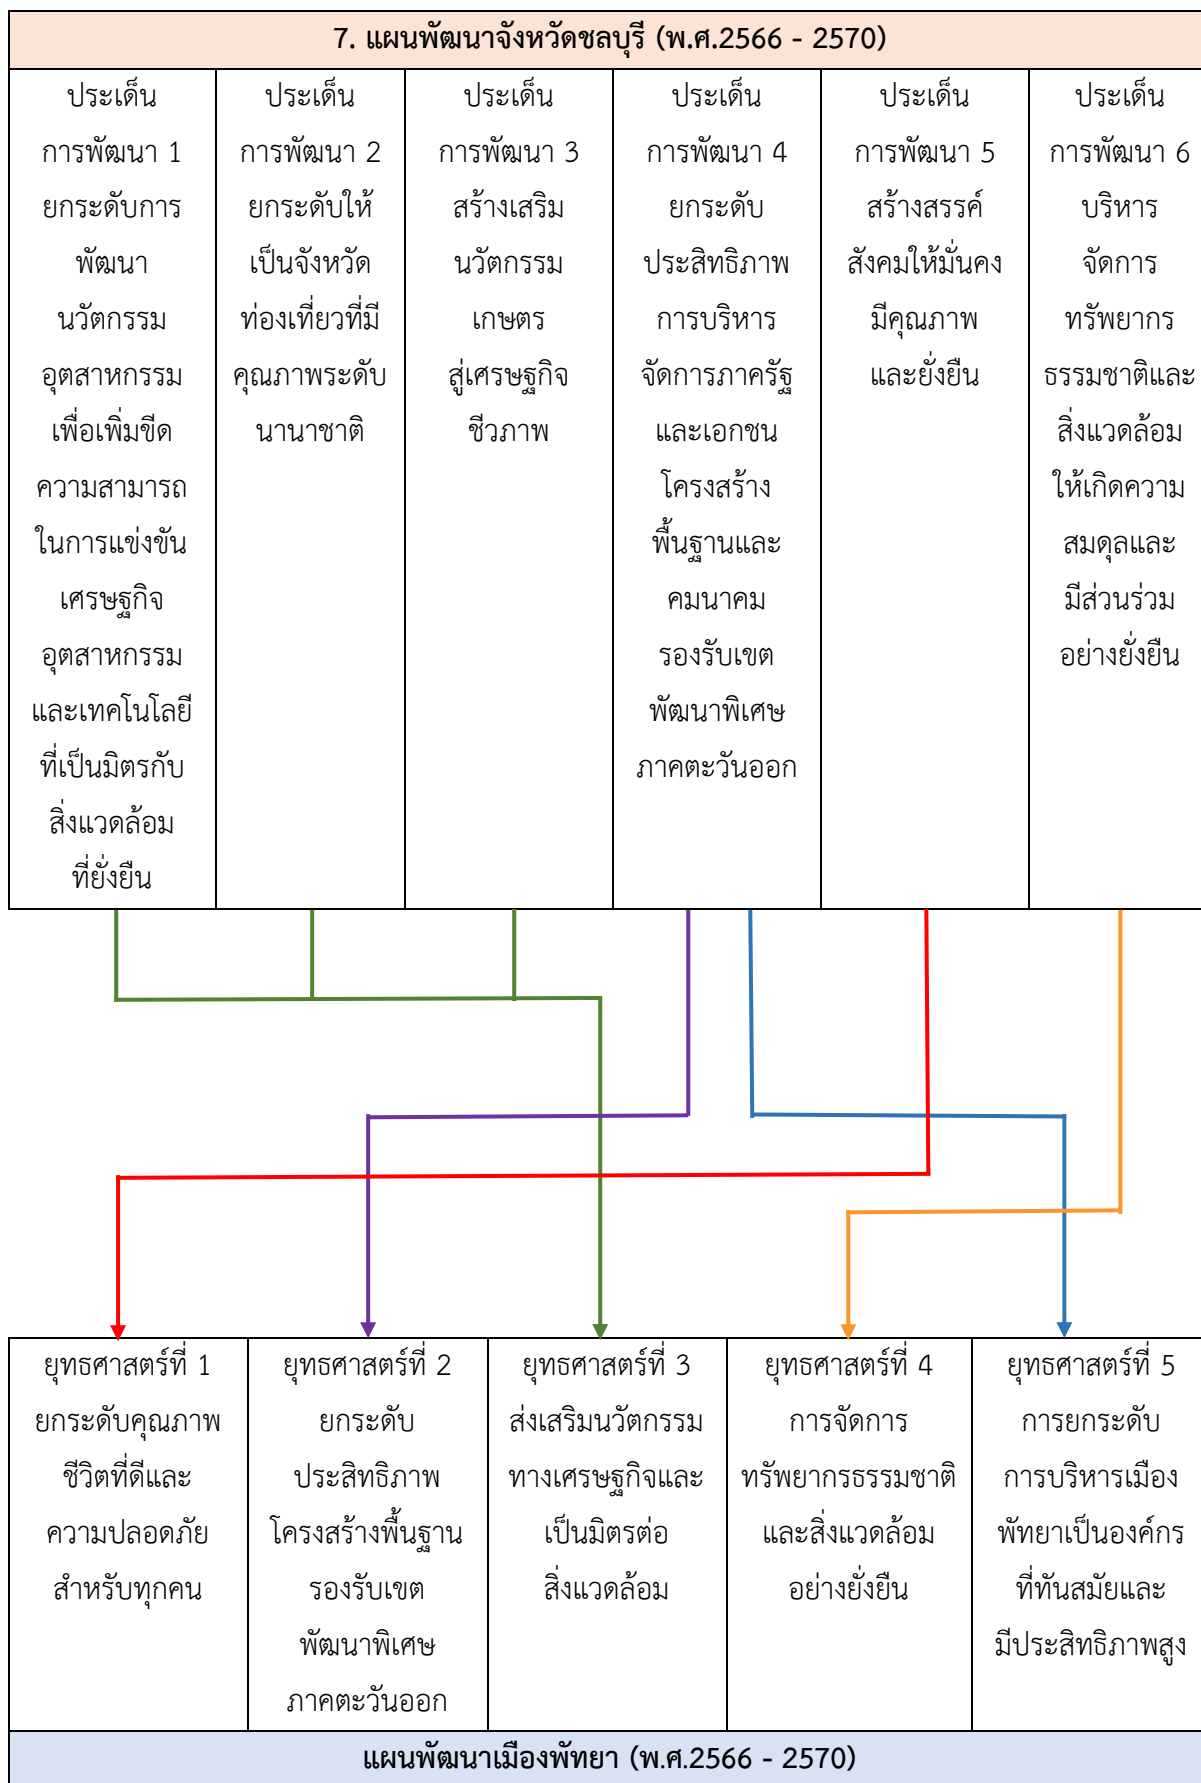 7. แผนพัฒนาจังหวัดชลบุรี (พ.ศ.2566 - 2570)
ประเด็น
การพัฒนา 1
ยกระดับการ
พัฒนา
นวัตกรรม
อุตสาหกรรม
เพื่อเพิ่มขีด
ความสามารถ
ในการแข่งขัน
เศรษฐกิจ
อุตสาหกรรม
และเทคโนโลยี
ที่เป็นมิตรกับ
สิ่งแวดล้อม
ที่ยั่งยืน
ประเด็น
การพัฒนา 2
ยกระดับให้
เป็นจังหวัด
ท่องเที่ยวที่มี
คุณภาพระดับ
นานาชาติ
ประเด็น
การพัฒนา 3
สร้างเสริม
นวัตกรรม
เกษตร
สู่เศรษฐกิจ
ชีวภาพ
ประเด็น
การพัฒนา 4
ยกระดับ
ประสิทธิภาพ
การบริหาร
จัดการภาครัฐ
และเอกชน
โครงสร้าง
พื้นฐานและ
คมนาคม
รองรับเขต
พัฒนาพิเศษ
ภาคตะวันออก
ประเด็น
การพัฒนา 5
สร้างสรรค์
สังคมให้มั่นคง
มีคุณภาพ
และยั่งยืน
ประเด็น
การพัฒนา 6
บริหาร
จัดการ
ทรัพยากร
ธรรมชาติและ
สิ่งแวดล้อม
ให้เกิดความ
สมดุลและ
มีส่วนร่วม
อย่างยั่งยืน
ยุทธศาสตร์ที่ 1
ยกระดับคุณภาพ
ชีวิตที่ดีและ
ความปลอดภัย
สำหรับทุกคน
ยุทธศาสตร์ที่ 2
ยกระดับ
ประสิทธิภาพ
โครงสร้างพื้นฐาน
รองรับเขต
พัฒนาพิเศษ
ภาคตะวันออก
ยุทธศาสตร์ที่ 3
ส่งเสริมนวัตกรรม
ทางเศรษฐกิจและ
เป็นมิตรต่อ
สิ่งแวดล้อม
ยุทธศาสตร์ที่ 4
การจัดการ
ทรัพยากรธรรมชาติ
และสิ่งแวดล้อม
อย่างยั่งยืน
ยุทธศาสตร์ที่ 5
การยกระดับ
การบริหารเมือง
พัทยาเป็นองค์กร
ที่ทันสมัยและ
มีประสิทธิภาพสูง
แผนพัฒนาเมืองพัทยา (พ.ศ.2566 - 2570)